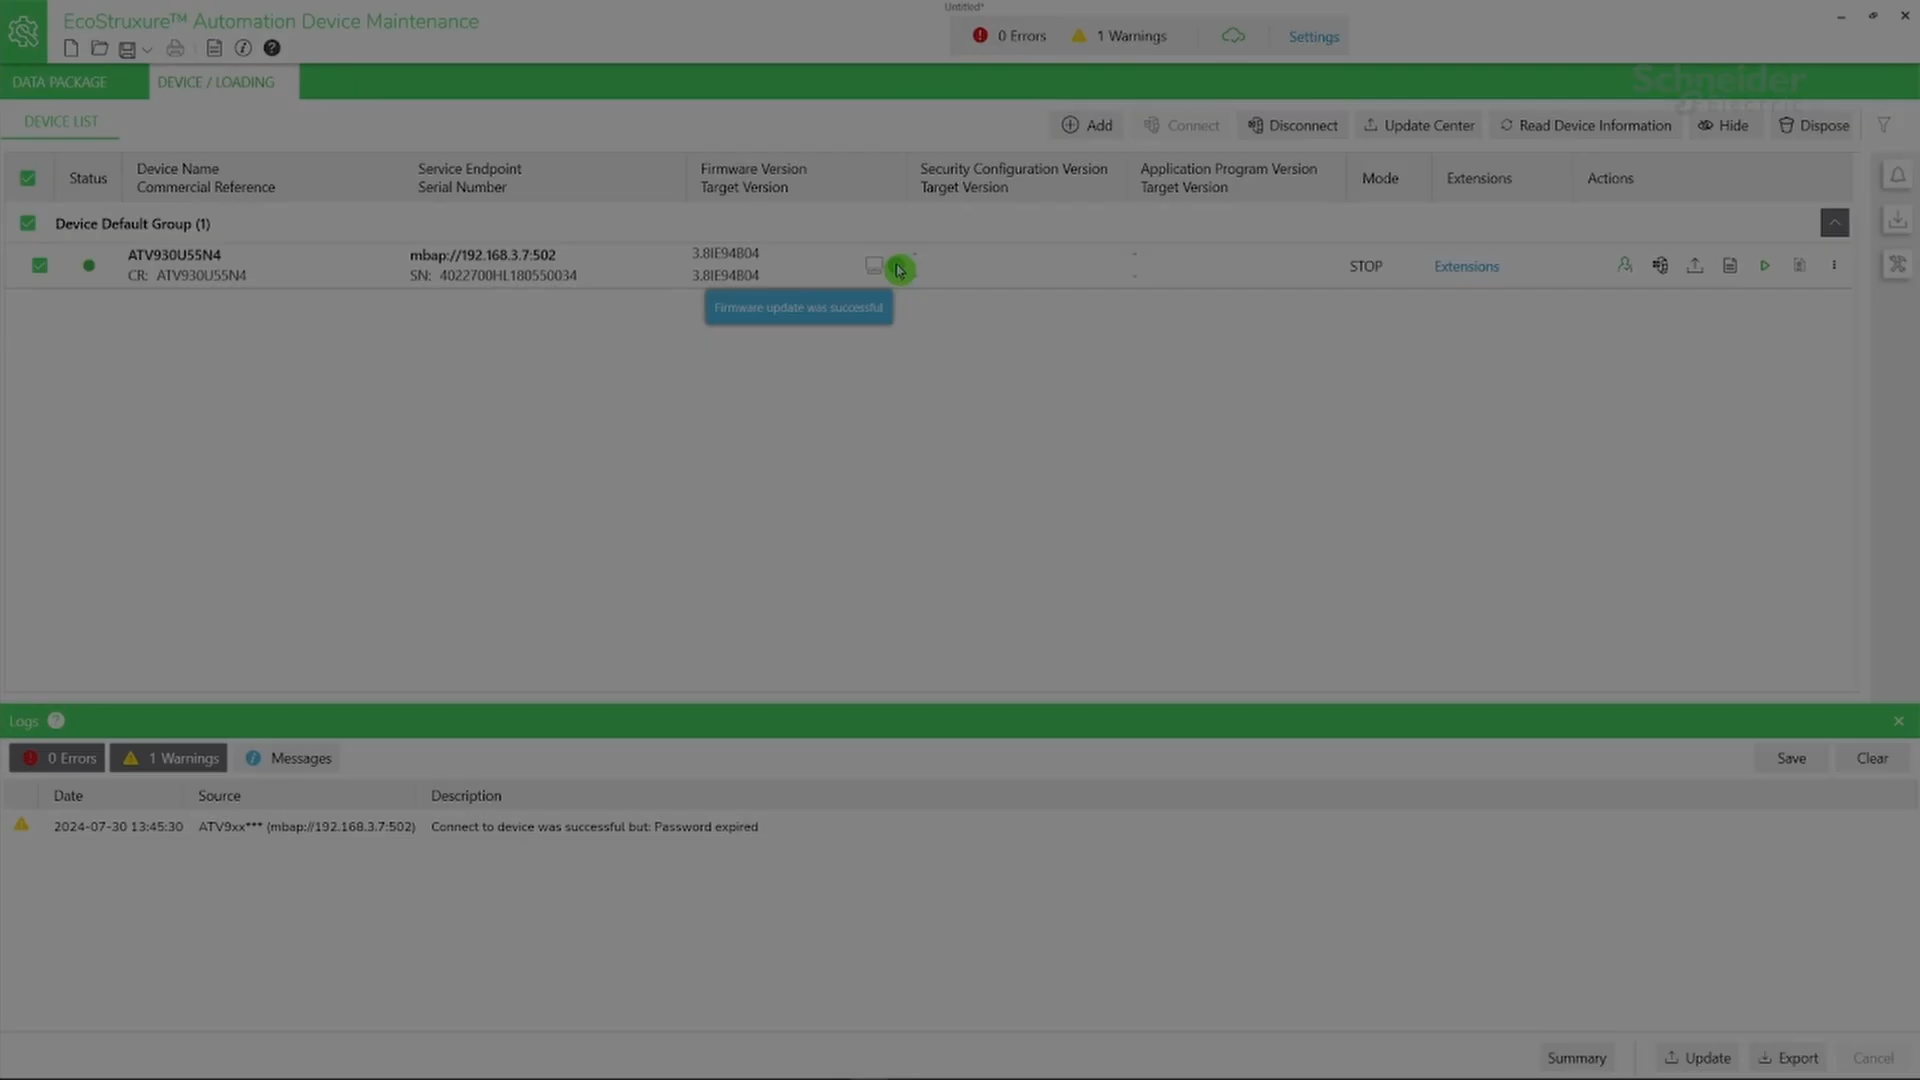 Untitled*
EcoStruxure™ Automation Device Maintenance
0 Errors
1 Warnings
Settings
DATA PACKAGE
DEVICE / LOADING
Schneider
Electric
DEVICE LIST
Add
Connect
Disconnect
Update Center
Read Device Information
Hide
Dispose
Status
Device Name
Commercial Reference
Service Endpoint
Serial Number
Firmware Version
Target Version
Security Configuration Version
Target Version
Application Program Version
Target Version
Mode
Extensions
Actions
Device Default Group (1)
ATV930U55N4
CR: ATV930U55N4
mbap://192.168.3.7:502
SN: 4022700HL180550034
3.8IE94B04
3.8IE94B04
-
-
-
STOP
Extensions
Firmware update was successful
Logs ?
0 Errors
1 Warnings
Messages
Save
Clear
Date
Source
Description
2024-07-30 13:45:30
ATV9xx*** (mbap://192.168.3.7:502)
Connect to device was successful but: Password expired
Summary
Update
Export
Cancel